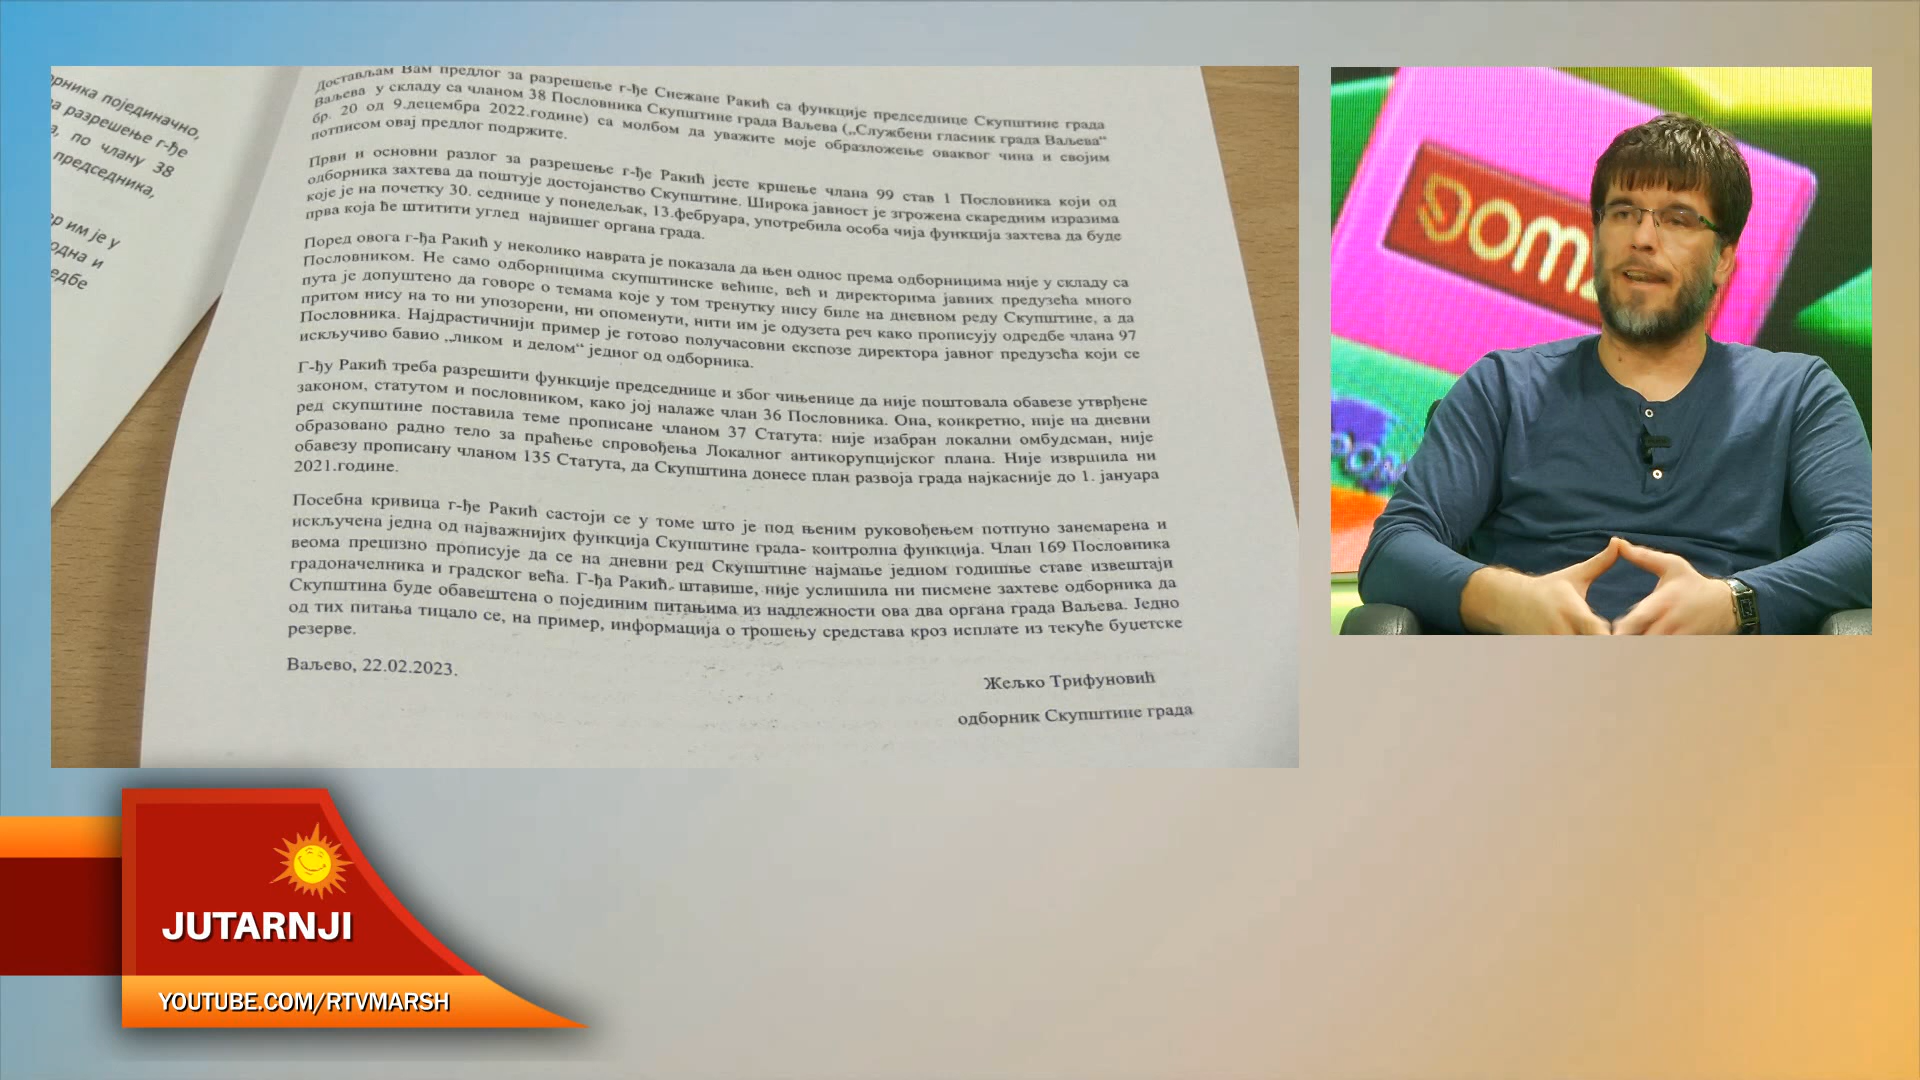 орника појединачно,
а разрешење г-ђе
по члану 38
председника,
ер им је у
одна и
едбе
Достављам Вам предлог за разрешење г-ђе Снежане Ракић са функције председнице Скупштине града
Ваљева у складу са чланом 38 Пословника Скупштине града Ваљева („Службени гласник града Ваљева“
бр. 20 од 9.децембра 2022.године) са молбом да уважите моје образложење оваквог чина и својим
потписом овај предлог подржите.
Први и основни разлог за разрешење г-ђе Ракић јесте кршење члана 99 став 1 Пословника који од
одборника захтева да поштује достојанство Скупштине. Широка јавност је згрожена скаредним изразима
које је на почетку 30. седнице у понедељак, 13.фебруара, употребила особа чија функција захтева да буде
прва која ће штитити углед највишег органа града.
Поред овога г-ђа Ракић у неколико наврата је показала да њен однос према одборницима није у складу са
Пословником. Не само одборницима скупштинске већине, већ и директорима јавних предузећа много
пута је допуштено да говоре о темама које у том тренутку нису биле на дневном реду Скупштине, а да
притом нису на то ни упозорени, ни опоменути, нити им је одузета реч како прописују одредбе члана 97
Пословника. Најдрастичнији пример је готово получасовни експозе директора јавног предузећа који се
искључиво бавио „ликом и делом“ једног од одборника.
Г-ђу Ракић треба разрешити функције председнице и због чињенице да није поштовала обавезе утврђене
законом, статутом и пословником, како јој налаже члан 36 Пословника. Она, конкретно, није на дневни
ред скупштине поставила теме прописане чланом 37 Статута: није изабран локални омбудсман, није
образовано радно тело за праћење спровођења Локалног антикорупцијског плана. Није извршила ни
обавезу прописану чланом 135 Статута, да Скупштина донесе план развоја града најкасније до 1. јануара
2021.године.
Посебна кривица г-ђе Ракић састоји се у томе што је под њеним руковођењем потпуно занемарена и
искључена једна од најважнијих функција Скупштине града- контролна функција. Члан 169 Пословника
веома прецизно прописује да се на дневни ред Скупштине најмање једном годишње ставе извештаји
градоначелника и градског већа. Г-ђа Ракић, штавише, није услишила ни писмене захтеве одборника да
Скупштина буде обавештена о појединим питањима из надлежности ова два органа града Ваљева. Једно
од тих питања тицало се, на пример, информација о трошењу средстава кроз исплате из текуће буџетске
резерве.
Ваљево, 22.02.2023.
Жељко Трифуновић
одборник Скупштине града
JUTARNJI
YOUTUBE.COM/RTVMARSH